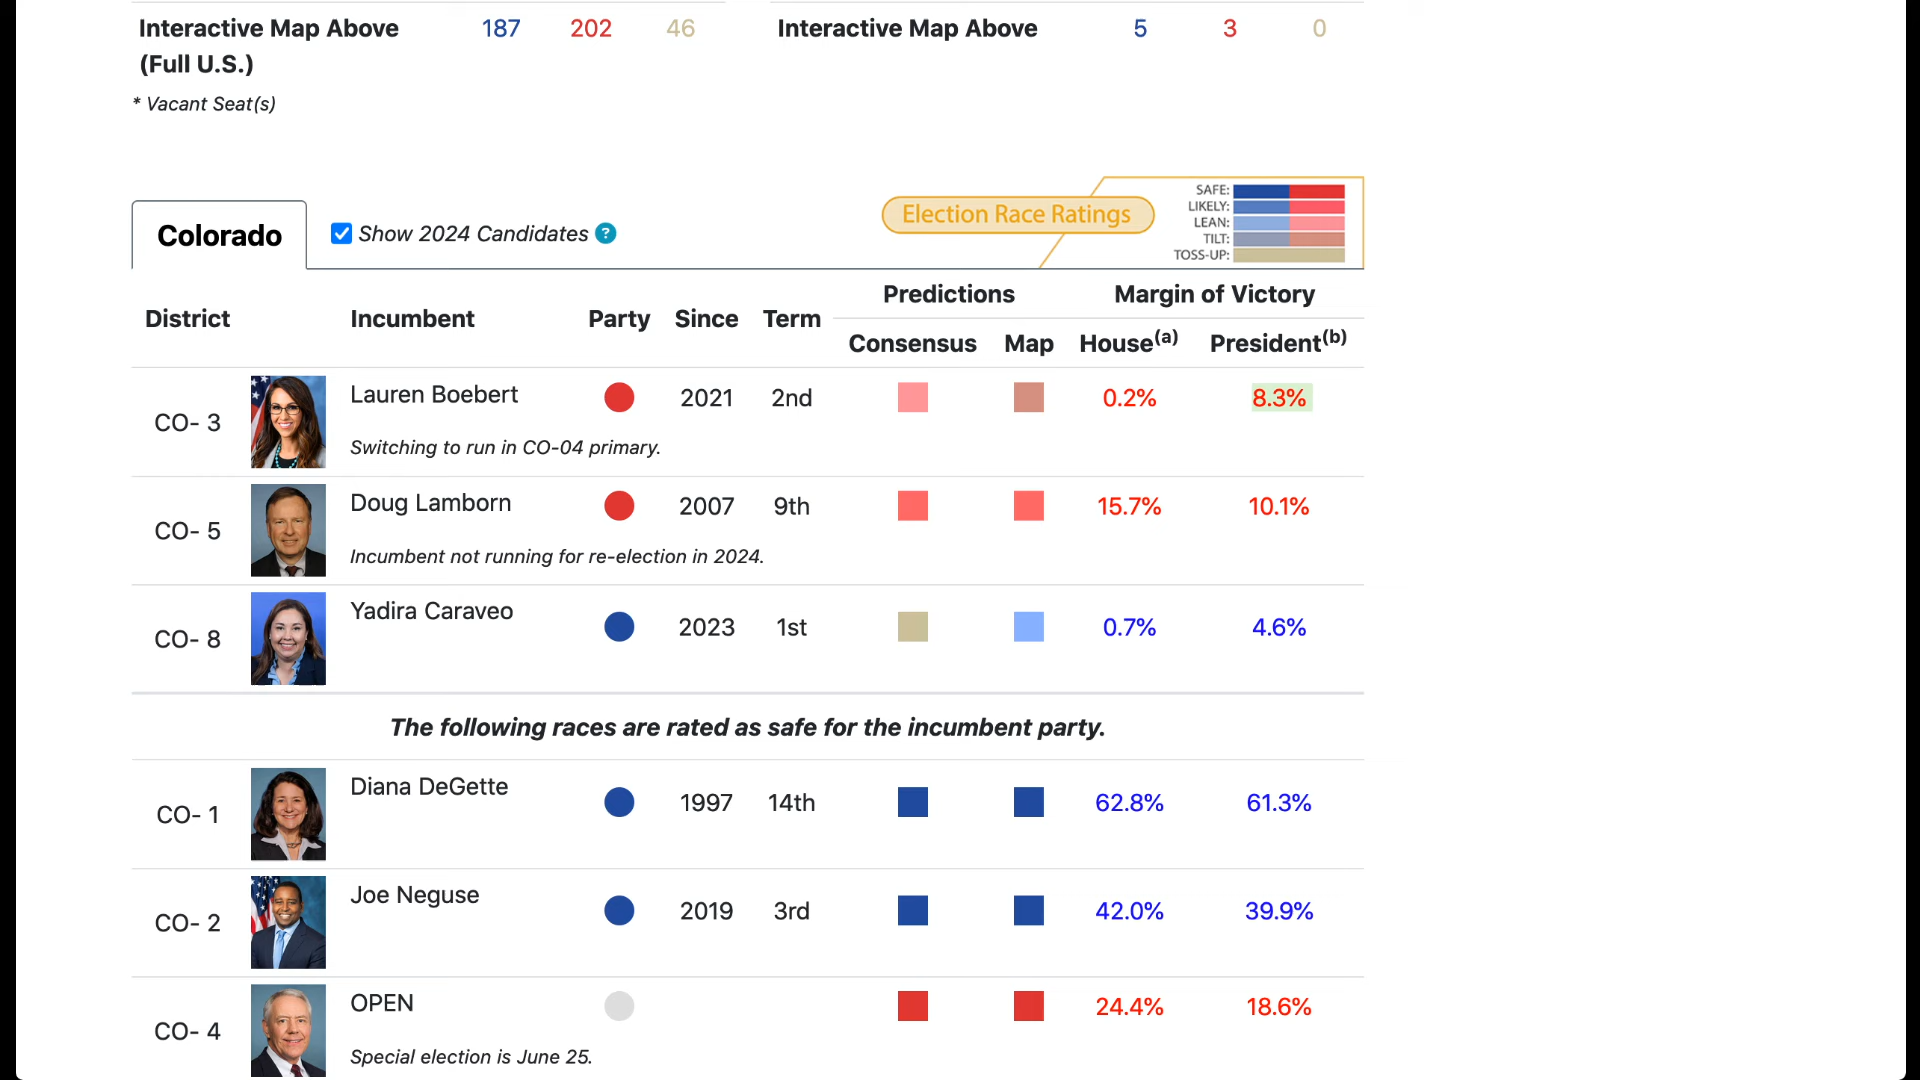 Interactive Map Above 187 202 46 Interactive Map Above 5 3 0
(Full U.S.)
* Vacant Seat(s)
Colorado Show 2024 Candidates ? Election Race Ratings
SAFE:
LIKELY:
LEAN:
TILT:
TOSS-UP:
Predictions Margin of Victory
District Incumbent Party Since Term
Consensus Map House(a) President(b)
CO- 3 Lauren Boebert 2021 2nd 0.2% 8.3%
Switching to run in CO-04 primary.
CO- 5 Doug Lamborn 2007 9th 15.7% 10.1%
Incumbent not running for re-election in 2024.
CO- 8 Yadira Caraveo 2023 1st 0.7% 4.6%
The following races are rated as safe for the incumbent party.
CO- 1 Diana DeGette 1997 14th 62.8% 61.3%
CO- 2 Joe Neguse 2019 3rd 42.0% 39.9%
CO- 4 OPEN 24.4% 18.6%
Special election is June 25.